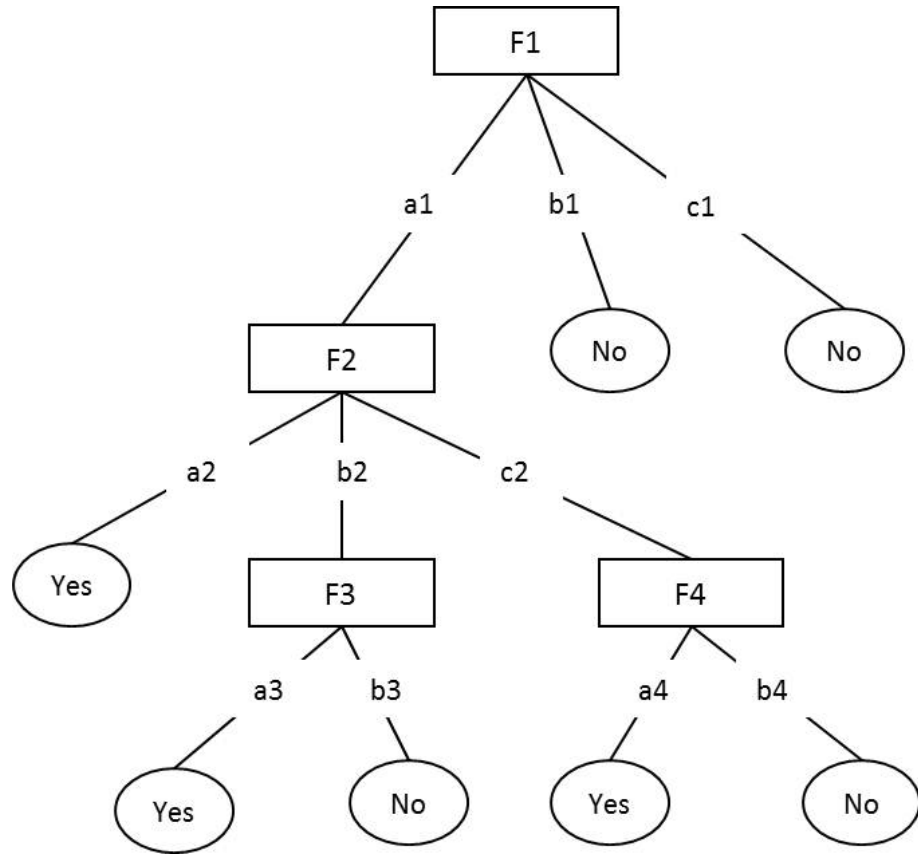 F1
a1 b1 c1
F2 No No
a2 b2 c2
Yes F3 F4
a3 b3 a4 b4
Yes No Yes No